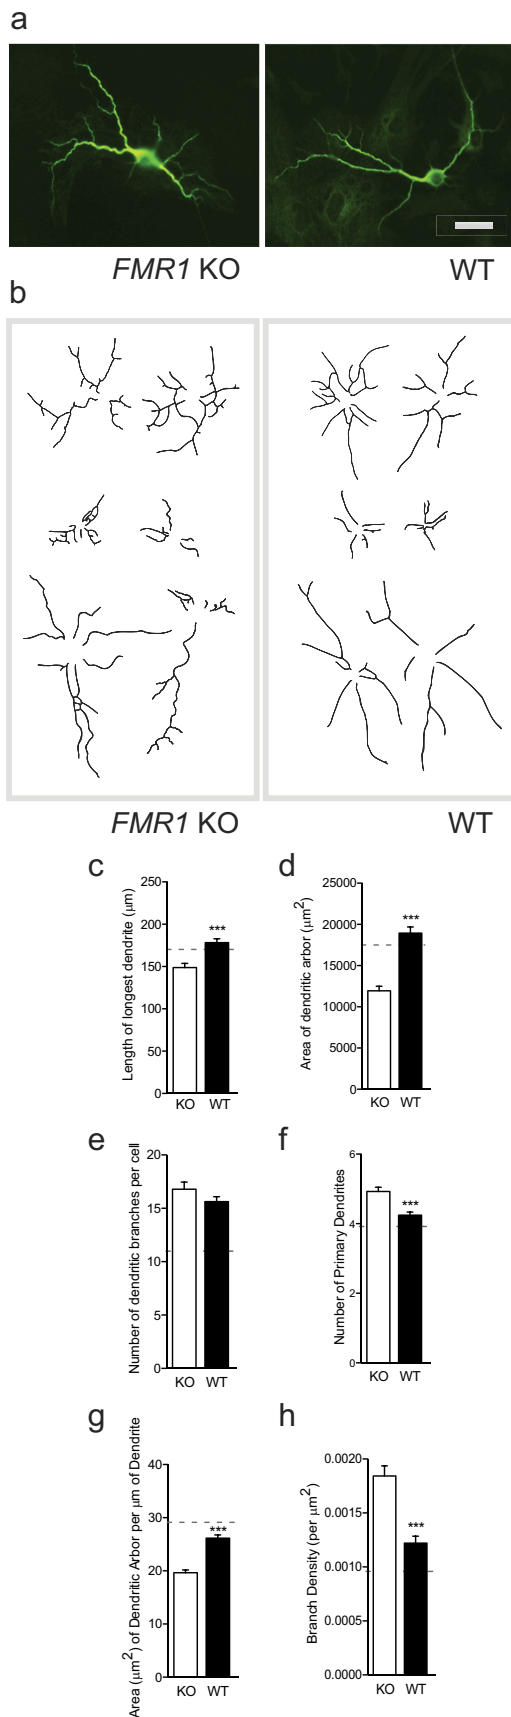 a
FMR1 KO WT
b
FMR1 KO WT
c
Length of longest dendrite (μm)
250
200
150
100
50
0
***
KO WT
d
Area of dendritic arbor (μm²)
25000
20000
15000
10000
5000
0
***
KO WT
e
Number of dendritic branches per cell
20
15
10
5
0
KO WT
f
Number of Primary Dendrites
6
4
2
0
***
KO WT
g
Area (μm²) of Dendritic Arbor per μm of Dendrite
40
30
20
10
0
***
KO WT
h
Branch Density (per μm²)
0.0020
0.0015
0.0010
0.0005
0.0000
***
KO WT